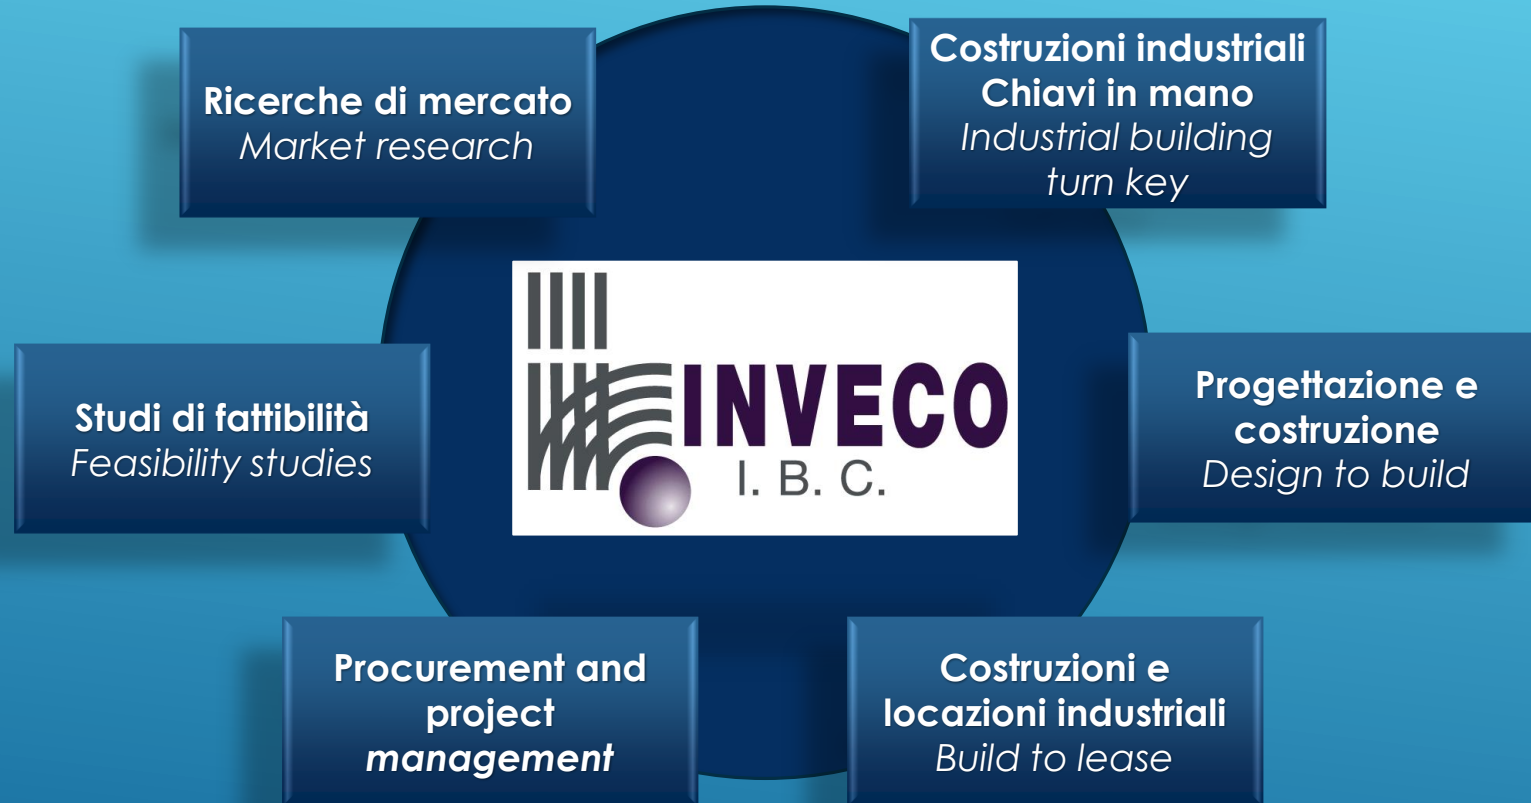 Ricerche di mercato
Market research
Costruzioni industriali
Chiavi in mano
Industrial building
turn key
INVECO
I. B. C.
Studi di fattibilità
Feasibility studies
Progettazione e
costruzione
Design to build
Procurement and
project
management
Costruzioni e
locazioni industriali
Build to lease